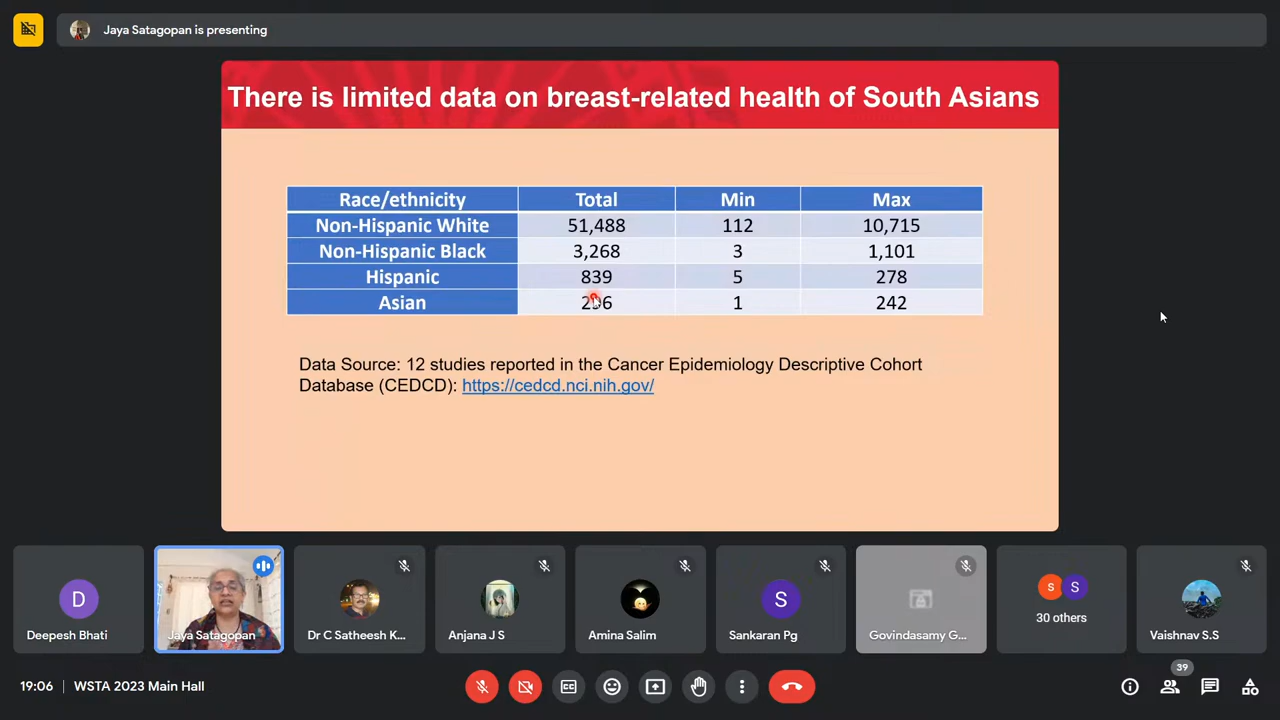 Jaya Satagopan is presenting
There is limited data on breast-related health of South Asians
Race/ethnicity Total Min Max
Non-Hispanic White 51,488 112 10,715
Non-Hispanic Black 3,268 3 1,101
Hispanic 839 5 278
Asian 1 242
Data Source: 12 studies reported in the Cancer Epidemiology Descriptive Cohort
Database (CEDCD): https://cedcd.nci.nih.gov/
D
S
S S
30 others
Deepesh Bhati
Jaya Satagopan
Dr C Satheesh K...
Anjana J S
Amina Salim
Sankaran Pg
Govindasamy G...
Vaishnav S.S
19:06 | WSTA 2023 Main Hall
39